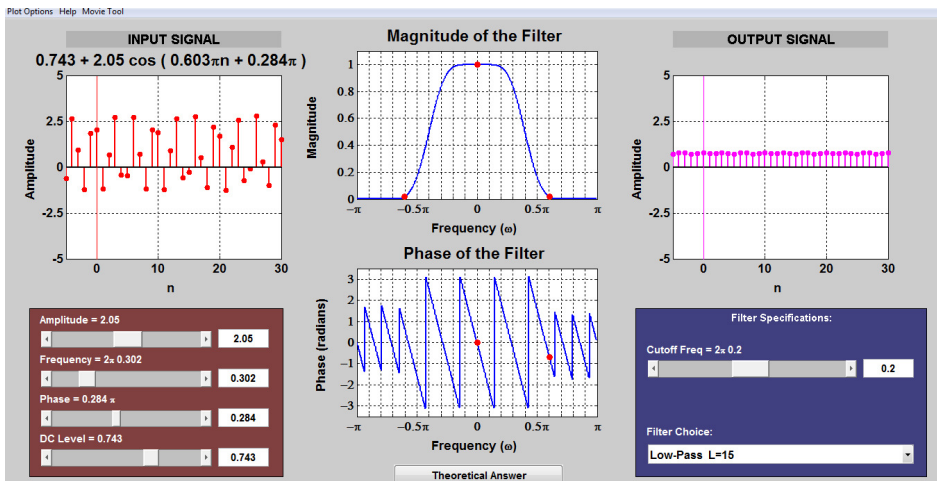 Plot Options Help Movie Tool
INPUT SIGNAL
0.743 + 2.05 cos ( 0.603πn + 0.284π )
5
2.5
0
-2.5
-5
0
10
20
30
Amplitude
n
Magnitude of the Filter
1
0.8
0.6
0.4
0.2
0
−π
−0.5π
0
0.5π
π
Magnitude
Frequency (ω)
OUTPUT SIGNAL
5
2.5
0
-2.5
-5
0
10
20
30
Amplitude
n
Phase of the Filter
3
2
1
0
−1
−2
−3
−π
−0.5π
0
0.5π
π
Phase (radians)
Frequency (ω)
Amplitude = 2.05
2.05
Frequency = 2π 0.302
0.302
Phase = 0.284 π
0.284
DC Level = 0.743
0.743
Theoretical Answer
Filter Specifications:
Cutoff Freq = 2π 0.2
0.2
Filter Choice:
Low-Pass L=15